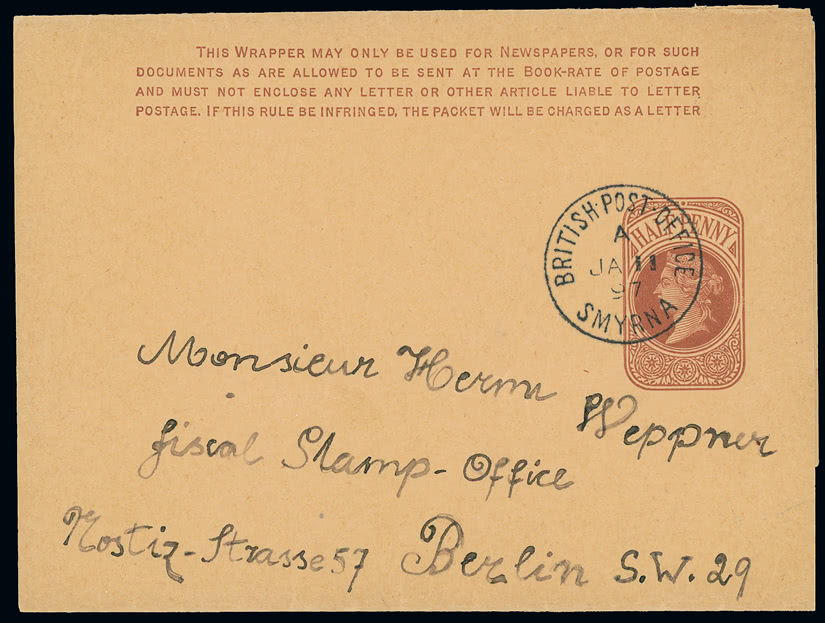 THIS WRAPPER MAY ONLY BE USED FOR NEWSPAPERS, OR FOR SUCH
DOCUMENTS AS ARE ALLOWED TO BE SENT AT THE BOOK-RATE OF POSTAGE
AND MUST NOT ENCLOSE ANY LETTER OR OTHER ARTICLE LIABLE TO LETTER
POSTAGE. IF THIS RULE BE INFRINGED, THE PACKET WILL BE CHARGED AS A LETTER
BRITISH·POST·OFFICE
A
JA 11
97
SMYRNA
HALFPENNY
Monsieur Herrn Weppner
fiscal Stamp-Office
Nostiz-Strasse 57 Berlin S.W. 29